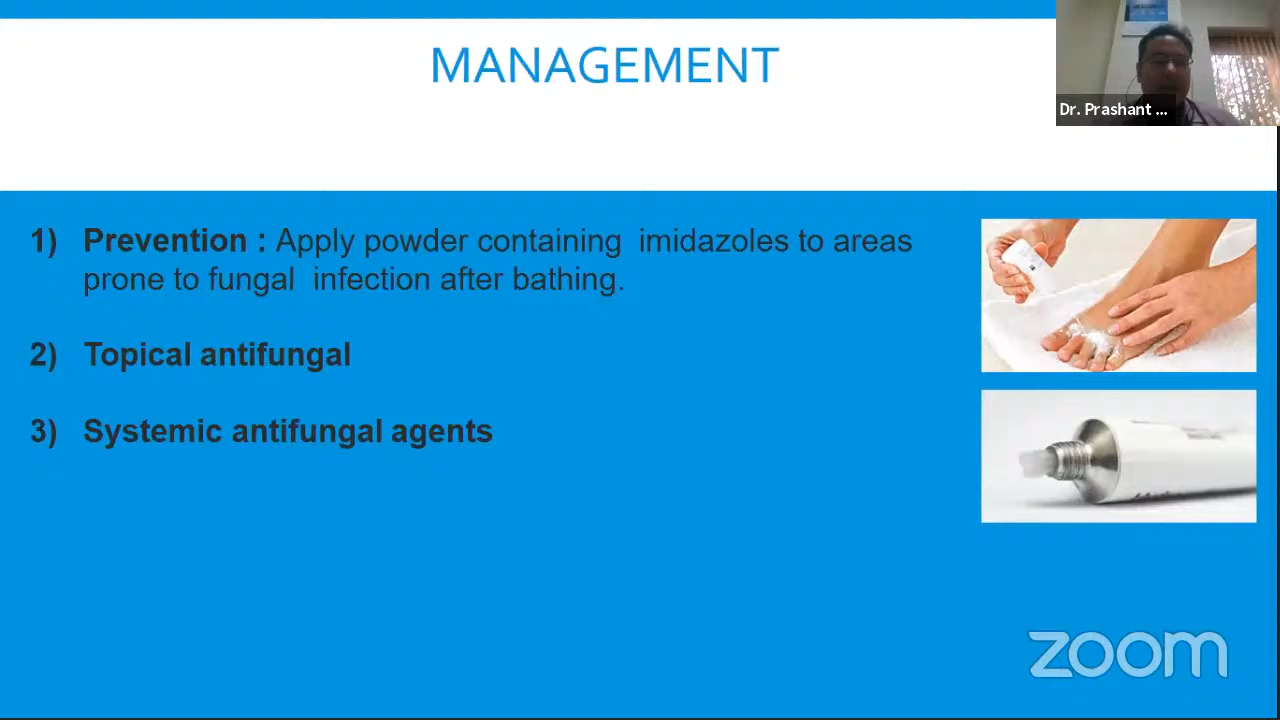 MANAGEMENT
Dr. Prashant ...
1) Prevention : Apply powder containing imidazoles to areas
prone to fungal infection after bathing.
2) Topical antifungal
3) Systemic antifungal agents
zoom